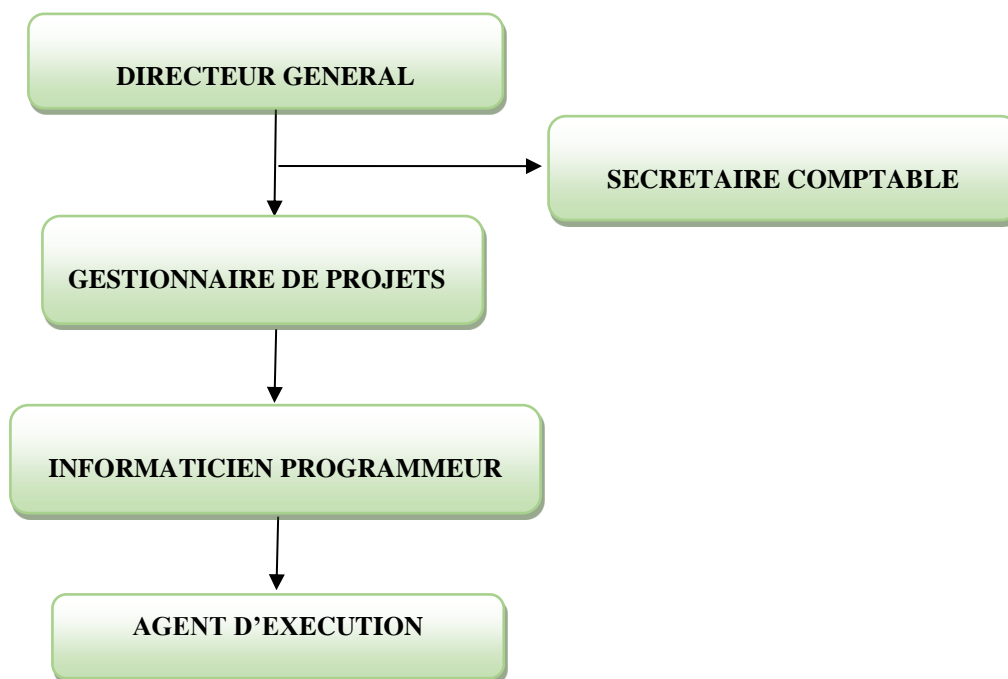 DIRECTEUR GENERAL
SECRETAIRE COMPTABLE
GESTIONNAIRE DE PROJETS
INFORMATICIEN PROGRAMMEUR
AGENT D’EXECUTION